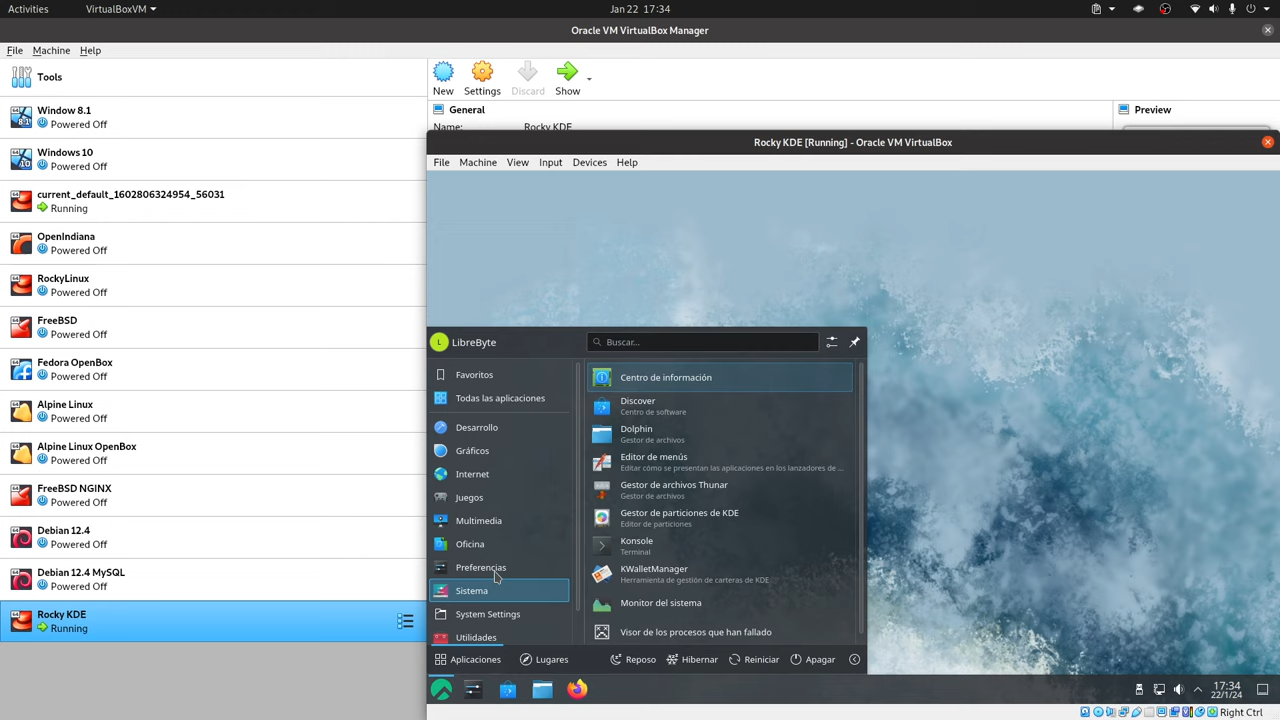 Activities
VirtualBoxVM
Jan 22 17:34
Oracle VM VirtualBox Manager
File Machine Help
Tools
Window 8.1
Powered Off
Windows 10
Powered Off
current_default_1602806324954_56031
Running
OpenIndiana
Powered Off
RockyLinux
Powered Off
FreeBSD
Powered Off
Fedora OpenBox
Powered Off
Alpine Linux
Powered Off
Alpine Linux OpenBox
Powered Off
FreeBSD NGINX
Powered Off
Debian 12.4
Powered Off
Debian 12.4 MySQL
Powered Off
Rocky KDE
Running
New Settings Discard Show
General
Name: Rocky KDE
Preview
Rocky KDE [Running] - Oracle VM VirtualBox
File Machine View Input Devices Help
LibreByte
Buscar...
Favoritos
Todas las aplicaciones
Desarrollo
Gráficos
Internet
Juegos
Multimedia
Oficina
Preferencias
Sistema
System Settings
Utilidades
Centro de información
Discover
Centro de software
Dolphin
Gestor de archivos
Editor de menús
Editar cómo se presentan las aplicaciones en los lanzadores de ...
Gestor de archivos Thunar
Gestor de archivos
Gestor de particiones de KDE
Editor de particiones
Konsole
Terminal
KWalletManager
Herramienta de gestión de carteras de KDE
Monitor del sistema
Visor de los procesos que han fallado
Aplicaciones Lugares Reposo Hibernar Reiniciar Apagar
17:34
22/1/24
Right Ctrl